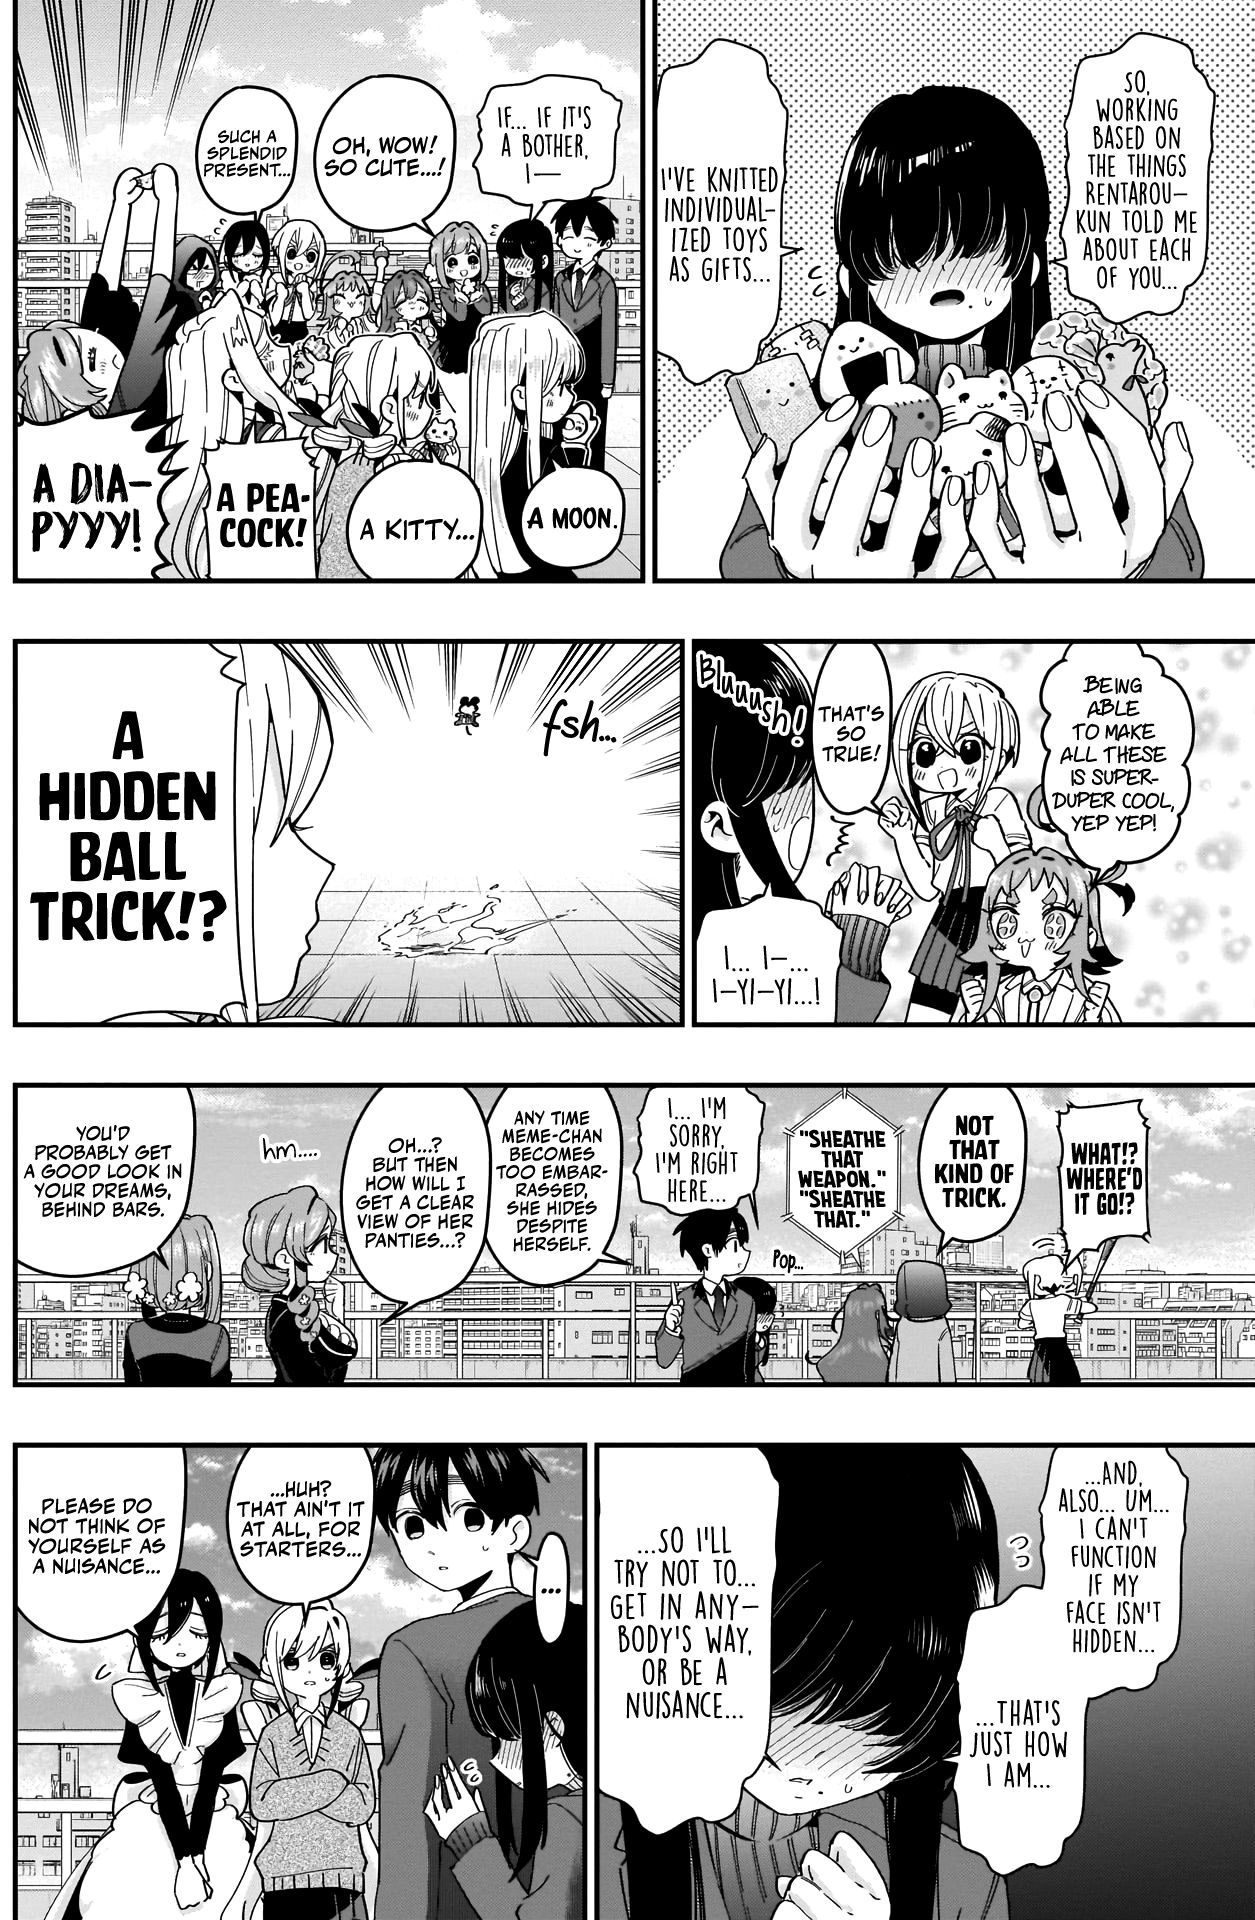 SO,
WORKING
BASED ON
THE THINGS
RENTAROU-
KUN TOLD ME
ABOUT EACH
OF YOU...
I'VE KNITTED
INDIVIDUAL-
IZED TOYS
AS GIFTS...
IF... IF IT'S
A BOTHER,
I—
OH, WOW!
SO CUTE...!
SUCH A
SPLENDID
PRESENT...
A MOON.
A KITTY...
A PEA-
COCK!
A DIA-
PYYY!
BEING
ABLE
TO MAKE
ALL THESE
IS SUPER-
DUPER COOL,
YEP YEP!
THAT'S
SO
TRUE!
Bluuush!
I... I-...
I-YI-YI...!
fsh...
A
HIDDEN
BALL
TRICK!?
WHAT!?
WHERE'D
IT GO!?
NOT
THAT
KIND OF
TRICK.
"SHEATHE
THAT
WEAPON."
"SHEATHE
THAT."
Pop...
I... I'M
SORRY,
I'M RIGHT
HERE...
ANY TIME
MEME-CHAN
BECOMES
TOO EMBAR-
RASSED,
SHE HIDES
DESPITE
HERSELF.
OH...?
BUT THEN
HOW WILL I
GET A CLEAR
VIEW OF HER
PANTIES...?
hm....
YOU'D
PROBABLY GET
A GOOD LOOK IN
YOUR DREAMS,
BEHIND BARS.
...AND,
ALSO... UM...
I CAN'T
FUNCTION
IF MY
FACE ISN'T
HIDDEN...
...THAT'S
JUST HOW
I AM...
...SO I'LL
TRY NOT TO...
GET IN ANY-
BODY'S WAY,
OR BE A
NUISANCE...
....
...HUH?
THAT AIN'T IT
AT ALL, FOR
STARTERS...
PLEASE DO
NOT THINK OF
YOURSELF AS
A NUISANCE...